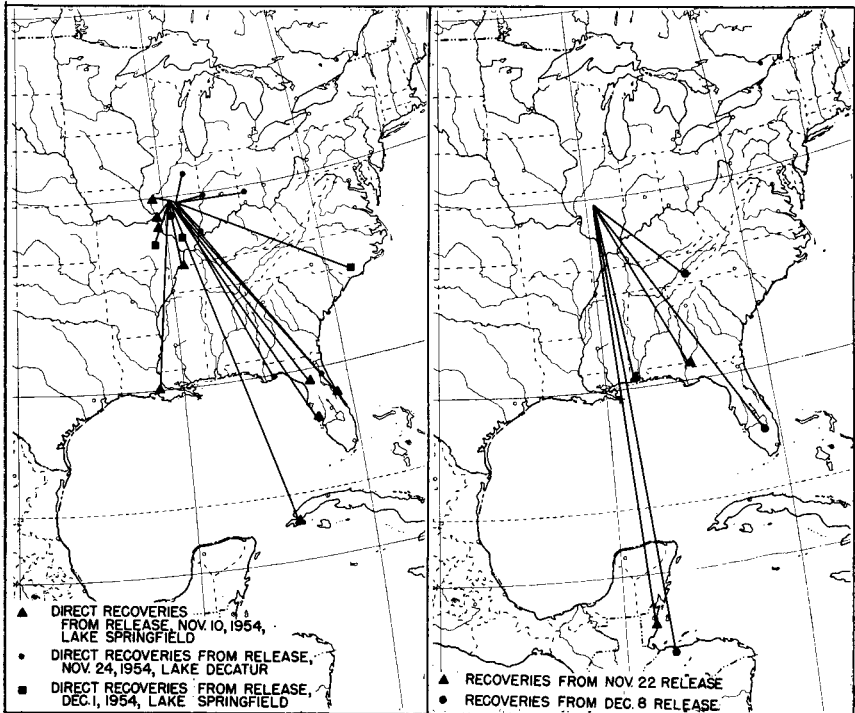 DIRECT RECOVERIES
FROM RELEASE, NOV. 10, 1954,
LAKE SPRINGFIELD
DIRECT RECOVERIES FROM RELEASE,
NOV. 24, 1954, LAKE DECATUR
DIRECT RECOVERIES FROM RELEASE,
DEC. 1, 1954, LAKE SPRINGFIELD
RECOVERIES FROM NOV. 22 RELEASE
RECOVERIES FROM DEC. 8 RELEASE